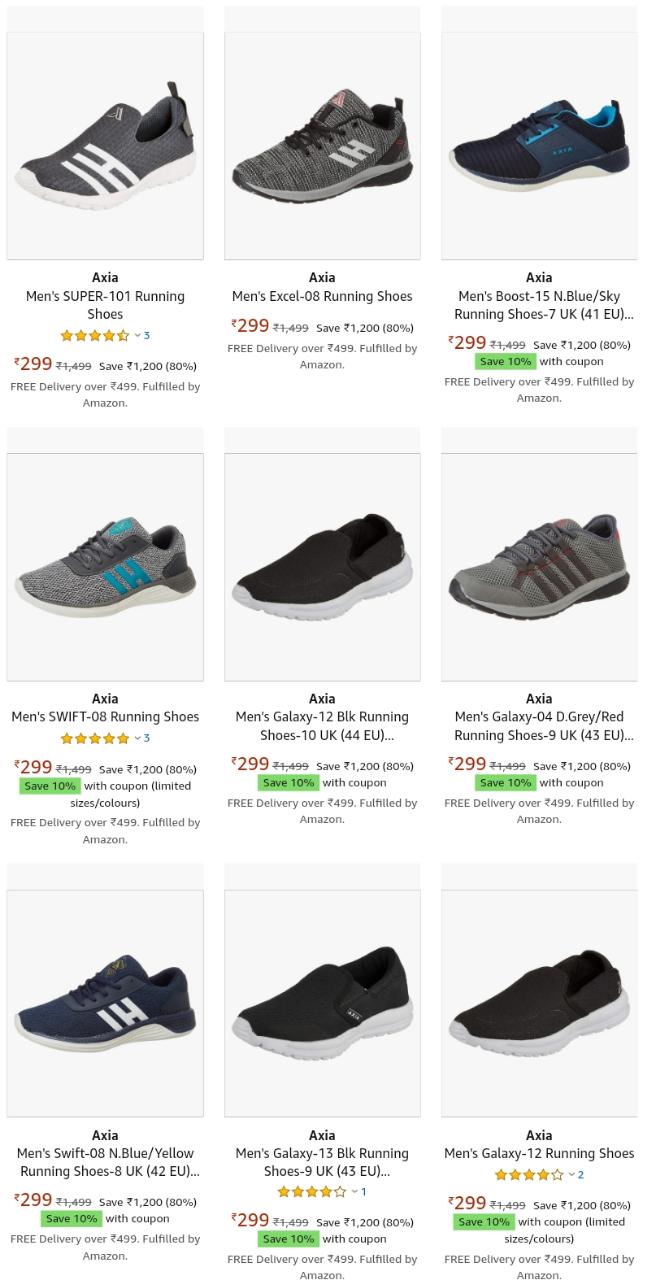 Axia
Men's SUPER-101 Running
Shoes
3
₹299 ₹1,499 Save ₹1,200 (80%)
FREE Delivery over ₹499. Fulfilled by
Amazon.
Axia
Men's Excel-08 Running Shoes
₹299 ₹1,499 Save ₹1,200 (80%)
FREE Delivery over ₹499. Fulfilled by
Amazon.
AXIA
Axia
Men's Boost-15 N.Blue/Sky
Running Shoes-7 UK (41 EU)...
₹299 ₹1,499 Save ₹1,200 (80%)
Save 10% with coupon
FREE Delivery over ₹499. Fulfilled by
Amazon.
Axia
Men's SWIFT-08 Running Shoes
3
₹299 ₹1,499 Save ₹1,200 (80%)
Save 10% with coupon (limited
sizes/colours)
FREE Delivery over ₹499. Fulfilled by
Amazon.
Axia
Men's Galaxy-12 Blk Running
Shoes-10 UK (44 EU)...
₹299 ₹1,499 Save ₹1,200 (80%)
Save 10% with coupon
FREE Delivery over ₹499. Fulfilled by
Amazon.
Axia
Men's Galaxy-04 D.Grey/Red
Running Shoes-9 UK (43 EU)...
₹299 ₹1,499 Save ₹1,200 (80%)
Save 10% with coupon
FREE Delivery over ₹499. Fulfilled by
Amazon.
Axia
Men's Swift-08 N.Blue/Yellow
Running Shoes-8 UK (42 EU)...
₹299 ₹1,499 Save ₹1,200 (80%)
Save 10% with coupon
FREE Delivery over ₹499. Fulfilled by
Amazon.
AXIA
Axia
Men's Galaxy-13 Blk Running
Shoes-9 UK (43 EU)...
1
₹299 ₹1,499 Save ₹1,200 (80%)
Save 10% with coupon
FREE Delivery over ₹499. Fulfilled by
Amazon.
Axia
Men's Galaxy-12 Running Shoes
2
₹299 ₹1,499 Save ₹1,200 (80%)
Save 10% with coupon (limited
sizes/colours)
FREE Delivery over ₹499. Fulfilled by
Amazon.